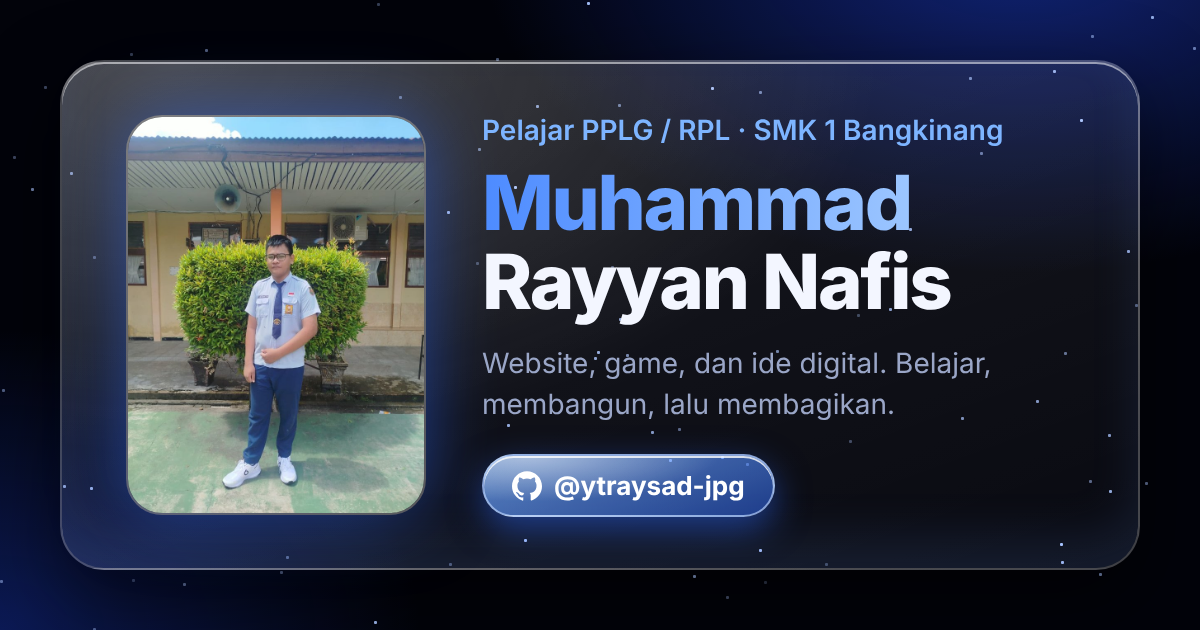 Pelajar PPLG / RPL · SMK 1 Bangkinang
Muhammad
Rayyan Nafis
Website, game, dan ide digital. Belajar,
membangun, lalu membagikan.
@ytraysad-jpg